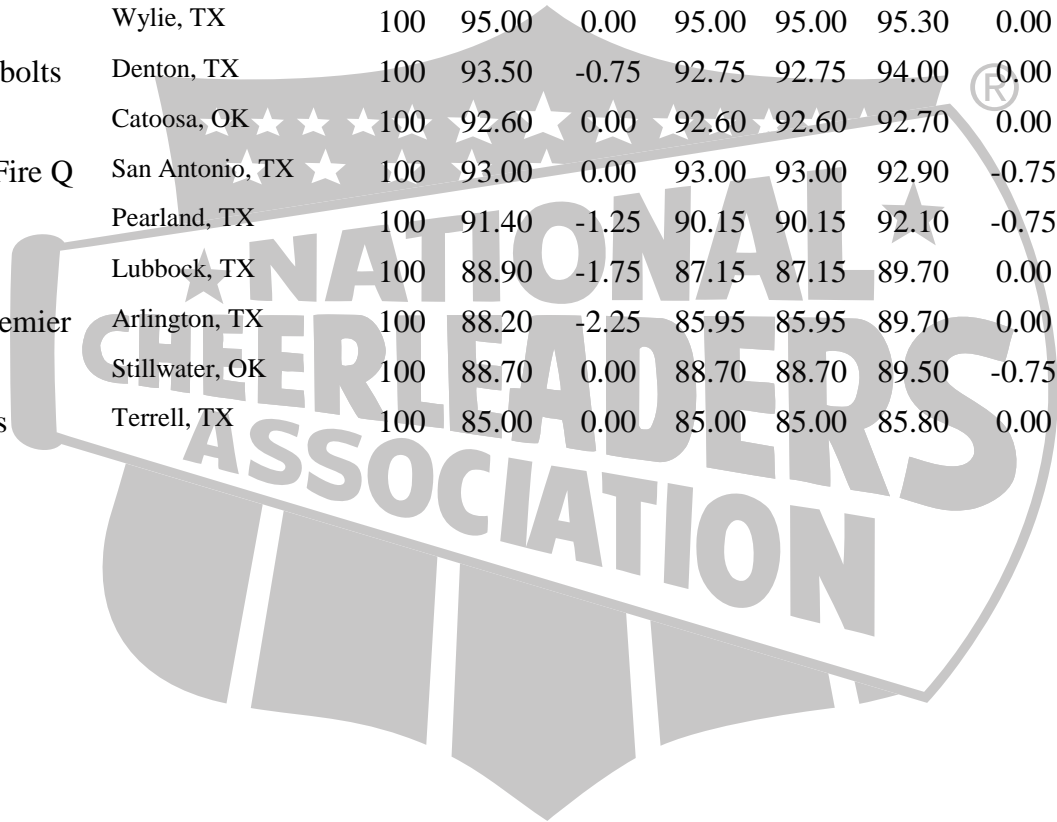 Wylie, TX 100 95.00 0.00 95.00 95.00 95.30 0.00
bolts Denton, TX 100 93.50 -0.75 92.75 92.75 94.00 0.00
Catoosa, OK 100 92.60 0.00 92.60 92.60 92.70 0.00
Fire Q San Antonio, TX 100 93.00 0.00 93.00 93.00 92.90 -0.75
Pearland, TX 100 91.40 -1.25 90.15 90.15 92.10 -0.75
Lubbock, TX 100 88.90 -1.75 87.15 87.15 89.70 0.00
emier Arlington, TX 100 88.20 -2.25 85.95 85.95 89.70 0.00
Stillwater, OK 100 88.70 0.00 88.70 88.70 89.50 -0.75
s Terrell, TX 100 85.00 0.00 85.00 85.00 85.80 0.00
®
NATIONAL
CHEERLEADERS
ASSOCIATION